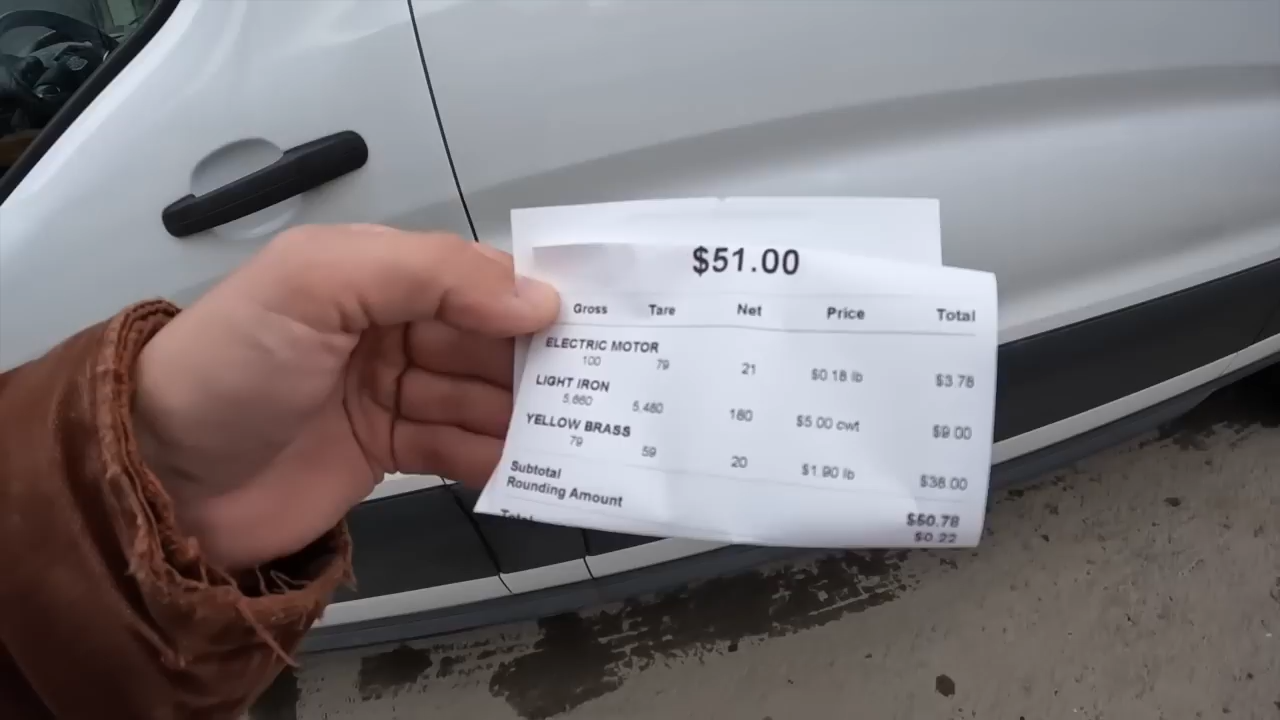 $51.00
Gross Tare Net Price Total
ELECTRIC MOTOR
100 79 21 $0.18 lb $3.78
LIGHT IRON
5,660 5,480 180 $5.00 cwt $9.00
YELLOW BRASS
79 59 20 $1.90 lb $38.00
Subtotal $50.78
Rounding Amount $0.22
Total